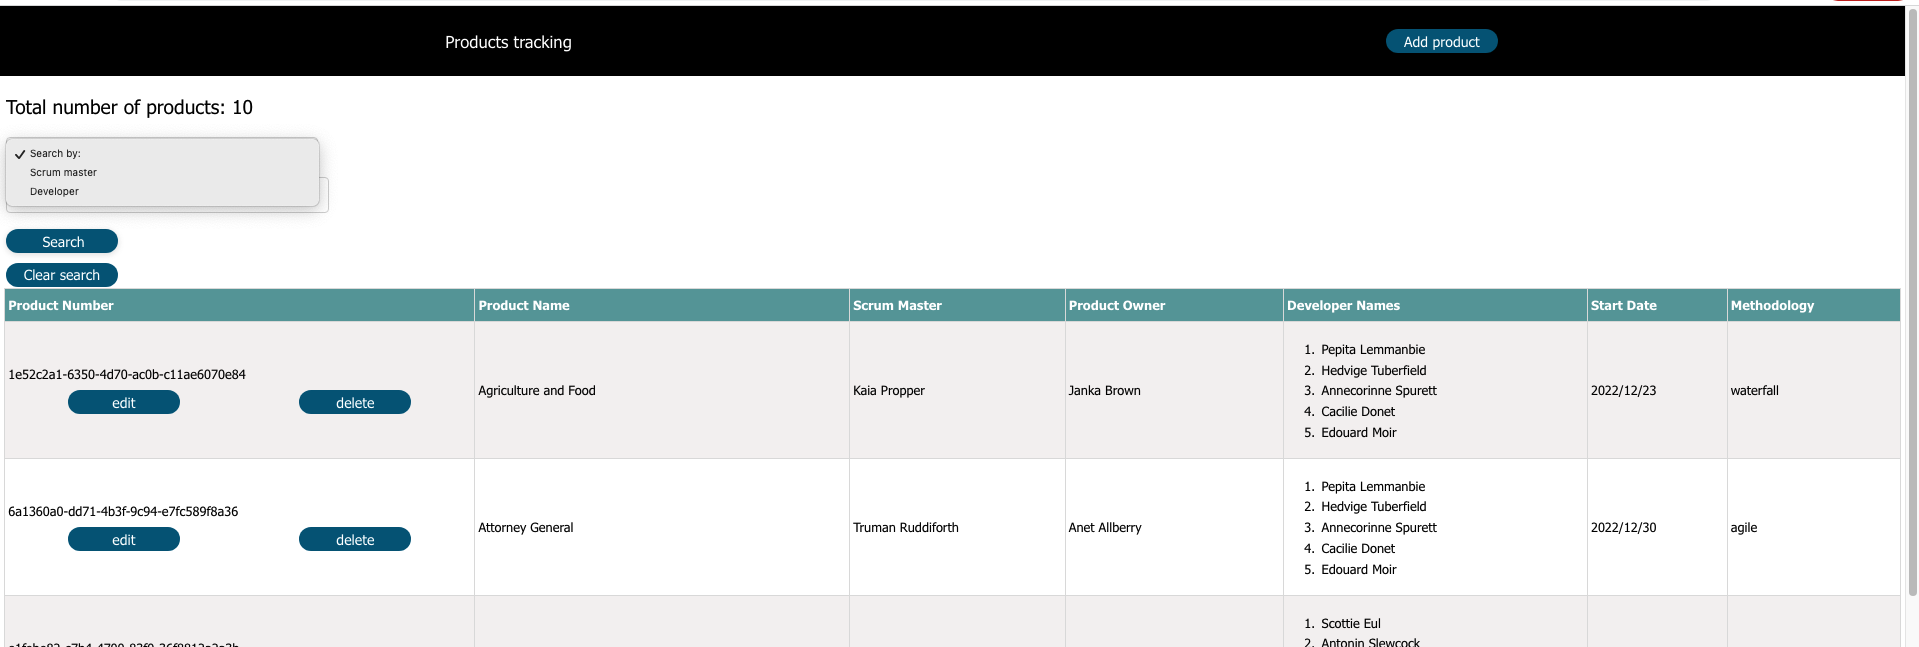 Products tracking
Add product
Total number of products: 10
Search by:
Scrum master
Developer
Search
Clear search
Product Number Product Name Scrum Master Product Owner Developer Names Start Date Methodology
1e52c2a1-6350-4d70-ac0b-c11ae6070e84
edit delete
Agriculture and Food
Kaia Propper
Janka Brown
1. Pepita Lemmanbie
2. Hedvige Tuberfield
3. Annecorinne Spurett
4. Cacilie Donet
5. Edouard Moir
2022/12/23
waterfall
6a1360a0-dd71-4b3f-9c94-e7fc589f8a36
edit delete
Attorney General
Truman Ruddiforth
Anet Allberry
1. Pepita Lemmanbie
2. Hedvige Tuberfield
3. Annecorinne Spurett
4. Cacilie Donet
5. Edouard Moir
2022/12/30
agile
1. Scottie Eul
2. Antonin Slewcock